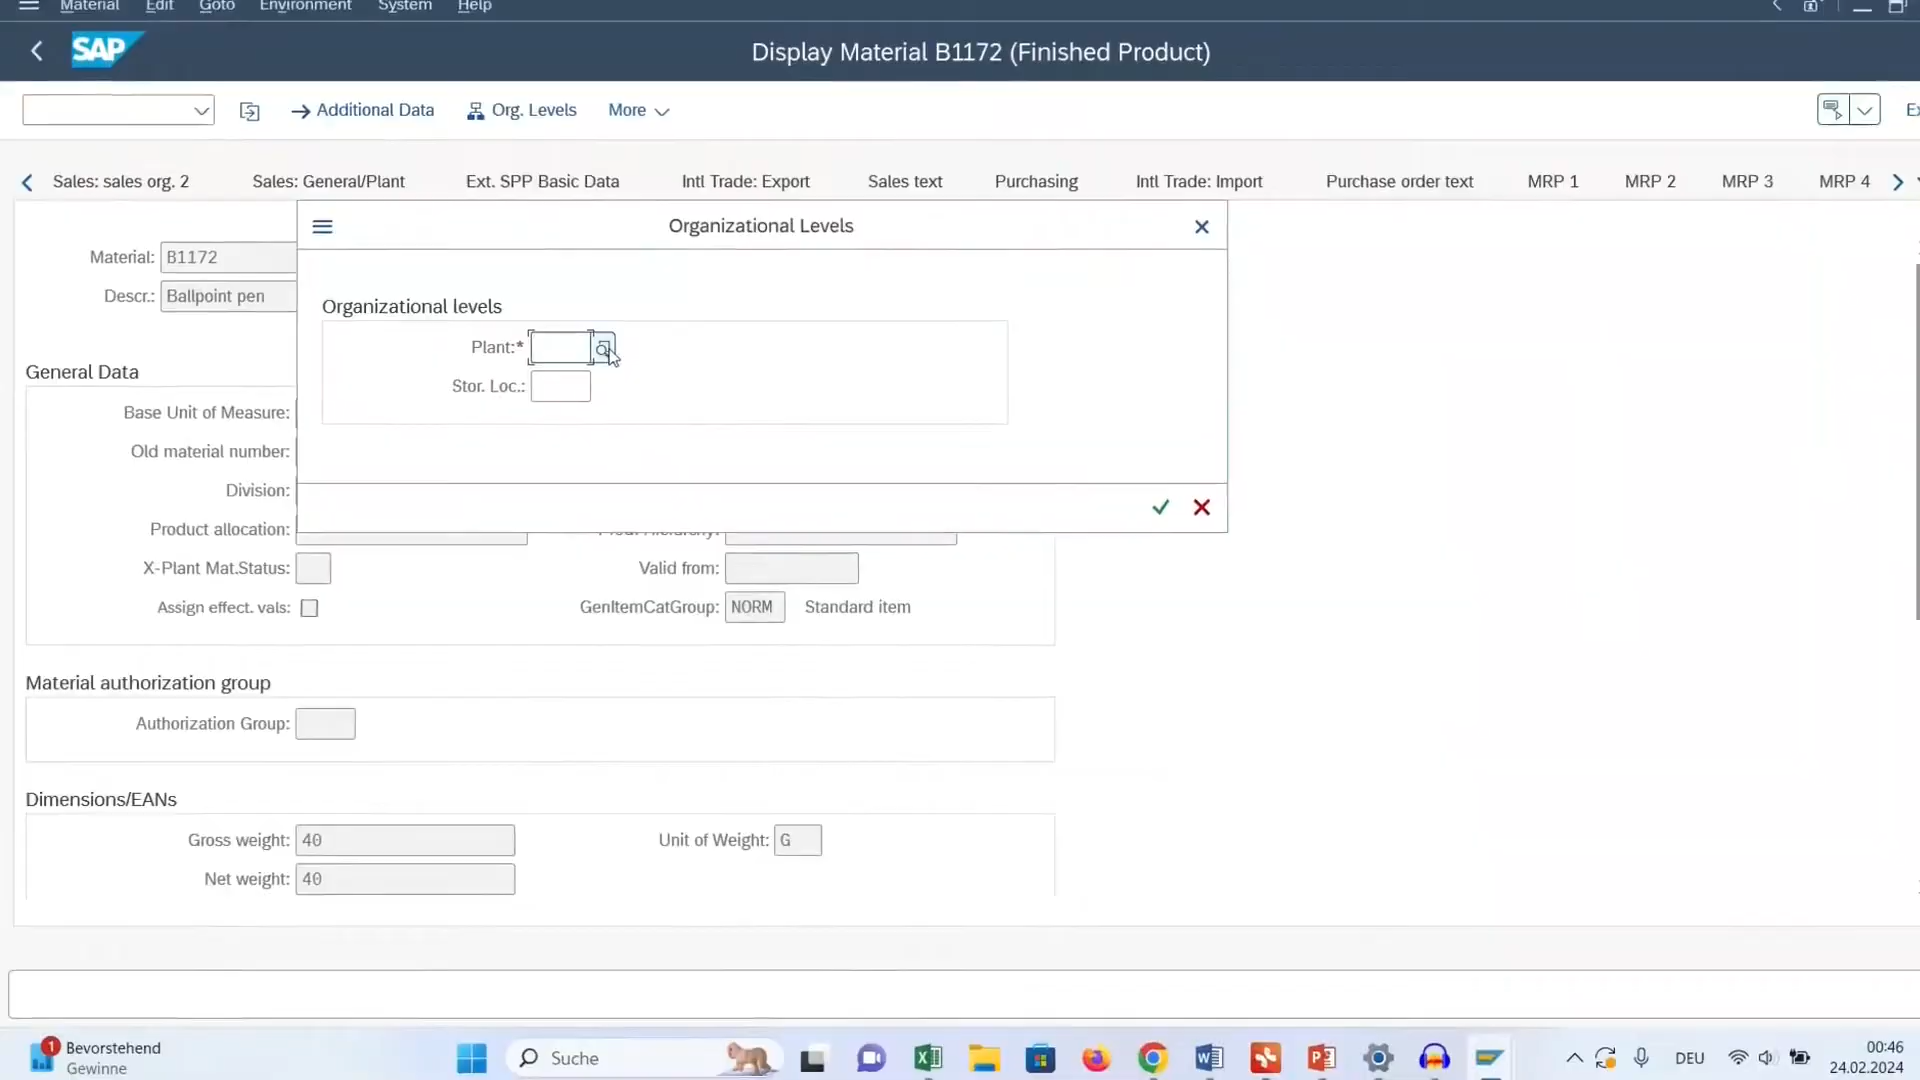 Material Edit Goto Environment System Help
SAP Display Material B1172 (Finished Product)
Additional Data Org. Levels More
Sales: sales org. 2 Sales: General/Plant Ext. SPP Basic Data Intl Trade: Export Sales text Purchasing Intl Trade: Import Purchase order text MRP 1 MRP 2 MRP 3 MRP 4
Organizational Levels
Material: B1172
Descr.: Ballpoint pen
Organizational levels
Plant:*
Stor. Loc.:
General Data
Base Unit of Measure:
Old material number:
Division:
Product allocation:
X-Plant Mat.Status: Valid from:
Assign effect. vals: GenItemCatGroup: NORM Standard item
Material authorization group
Authorization Group:
Dimensions/EANs
Gross weight: 40 Unit of Weight: G
Net weight: 40
1 Bevorstehend
Gewinne
Suche
DEU
00:46
24.02.2024